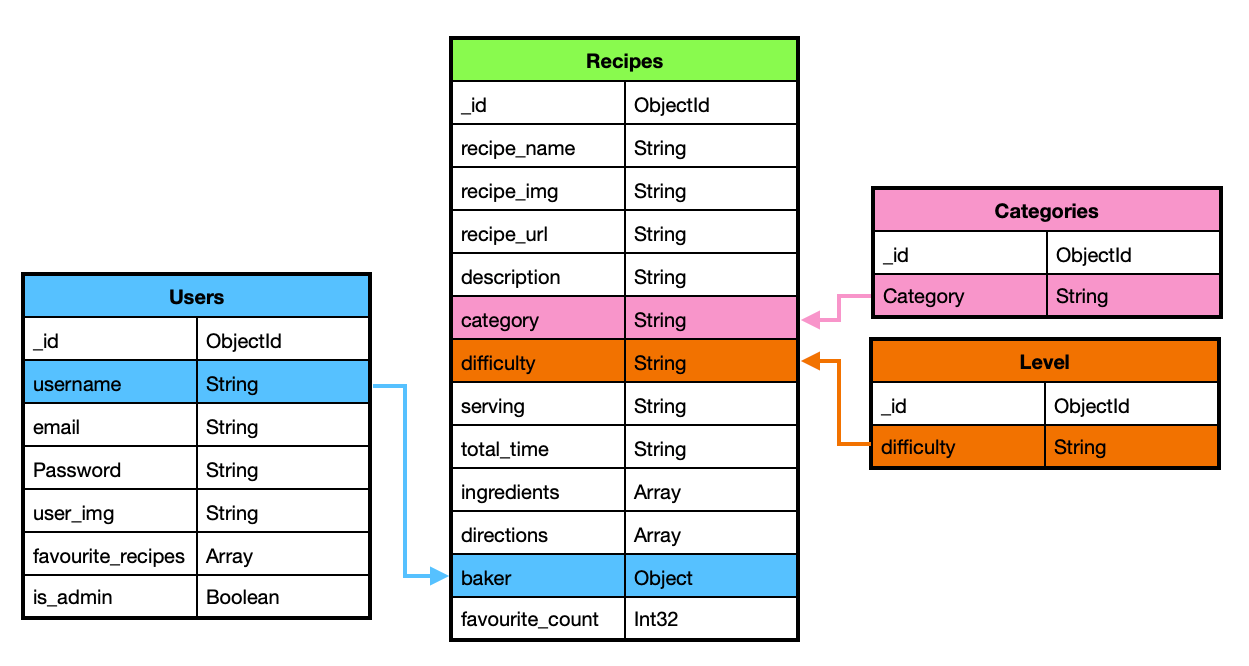 Users
_id ObjectId
username String
email String
Password String
user_img String
favourite_recipes Array
is_admin Boolean
Recipes
_id ObjectId
recipe_name String
recipe_img String
recipe_url String
description String
category String
difficulty String
serving String
total_time String
ingredients Array
directions Array
baker Object
favourite_count Int32
Categories
_id ObjectId
Category String
Level
_id ObjectId
difficulty String